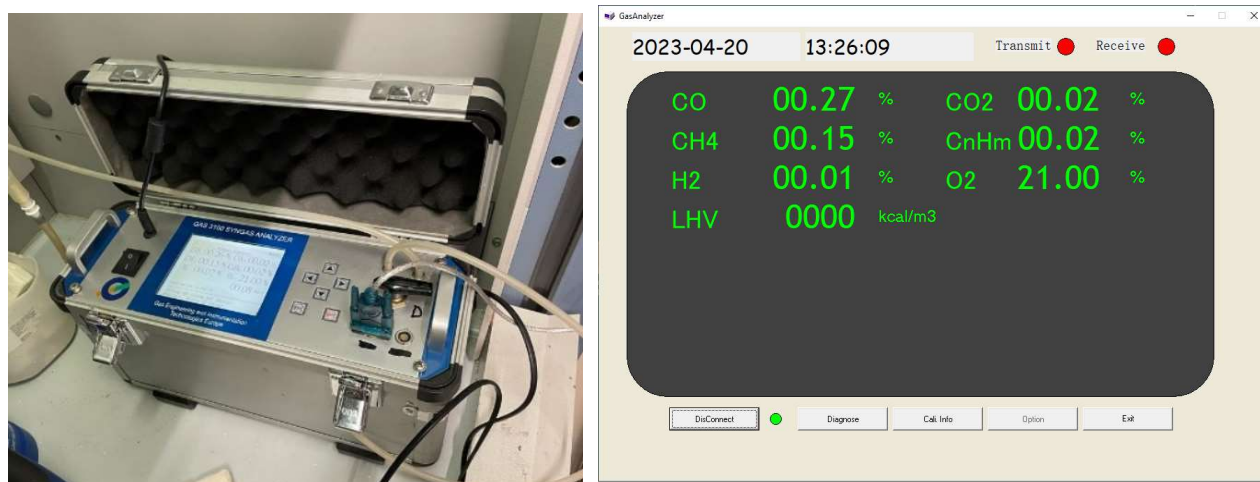 GAS 3100 SYNGAS ANALYZER
Gas Engineering and Instrumentation
Technologies Europe
GasAnalyzer
2023-04-20 13:26:09 Transmit Receive
CO 00.27 % CO2 00.02 %
CH4 00.15 % CnHm 00.02 %
H2 00.01 % O2 21.00 %
LHV 0000 kcal/m3
DisConnect Diagnose Cali. Info Option Exit